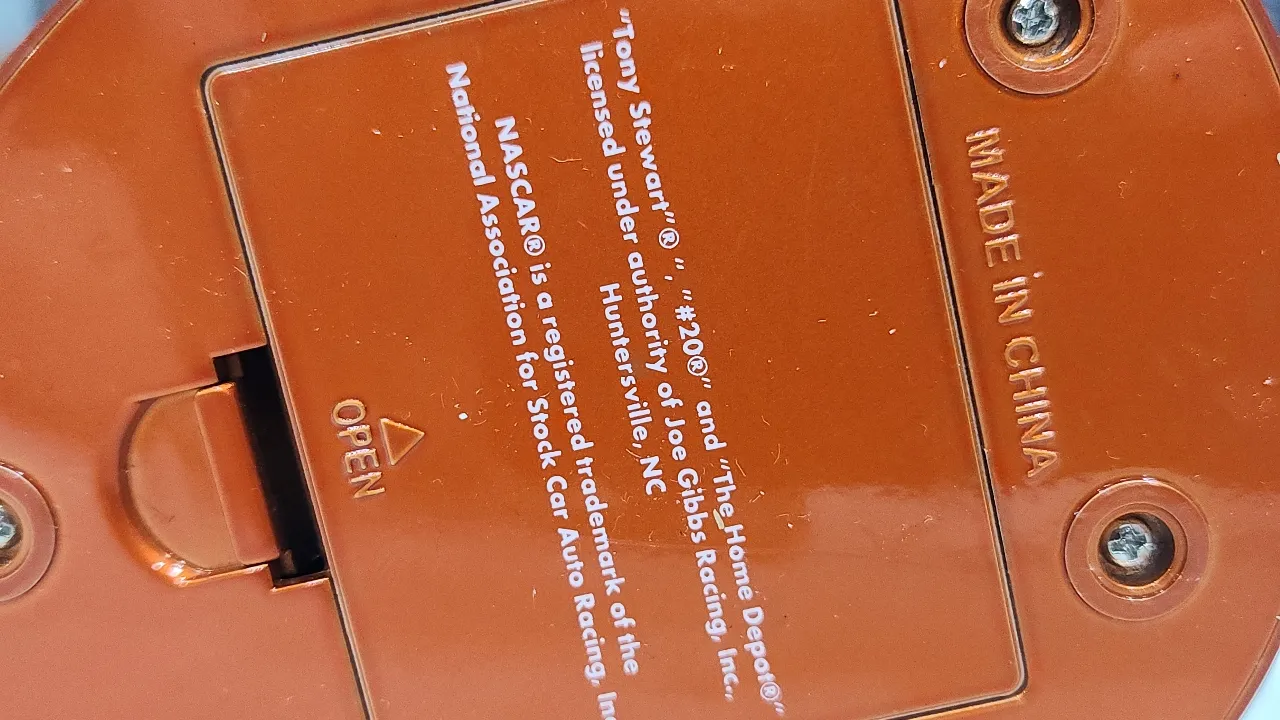 "Tony Stewart"® ", "#20®" and "The Home Depot®"
licensed under authority of Joe Gibbs Racing, Inc.,
Huntersville, NC
NASCAR® is a registered trademark of the
National Association for Stock Car Auto Racing, Inc
OPEN
MADE IN CHINA